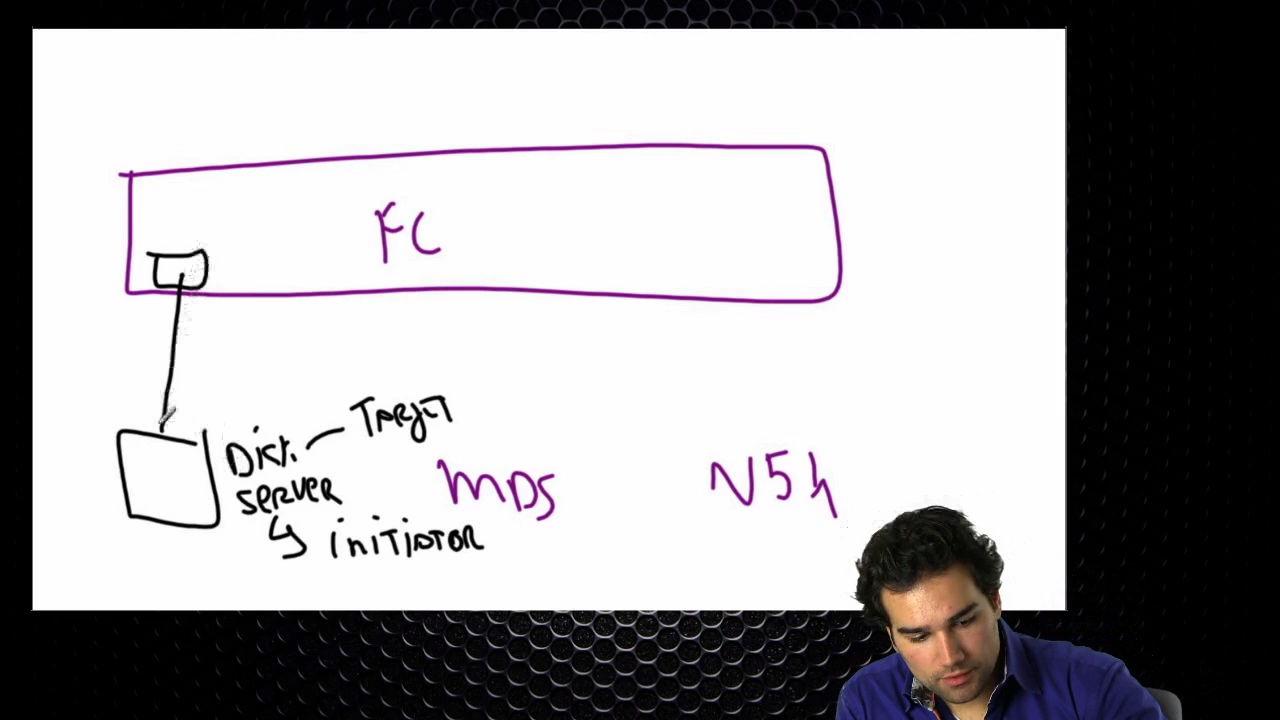 FC
TARGET
DISK.
SERVER
MDS
N5k
INITIATOR